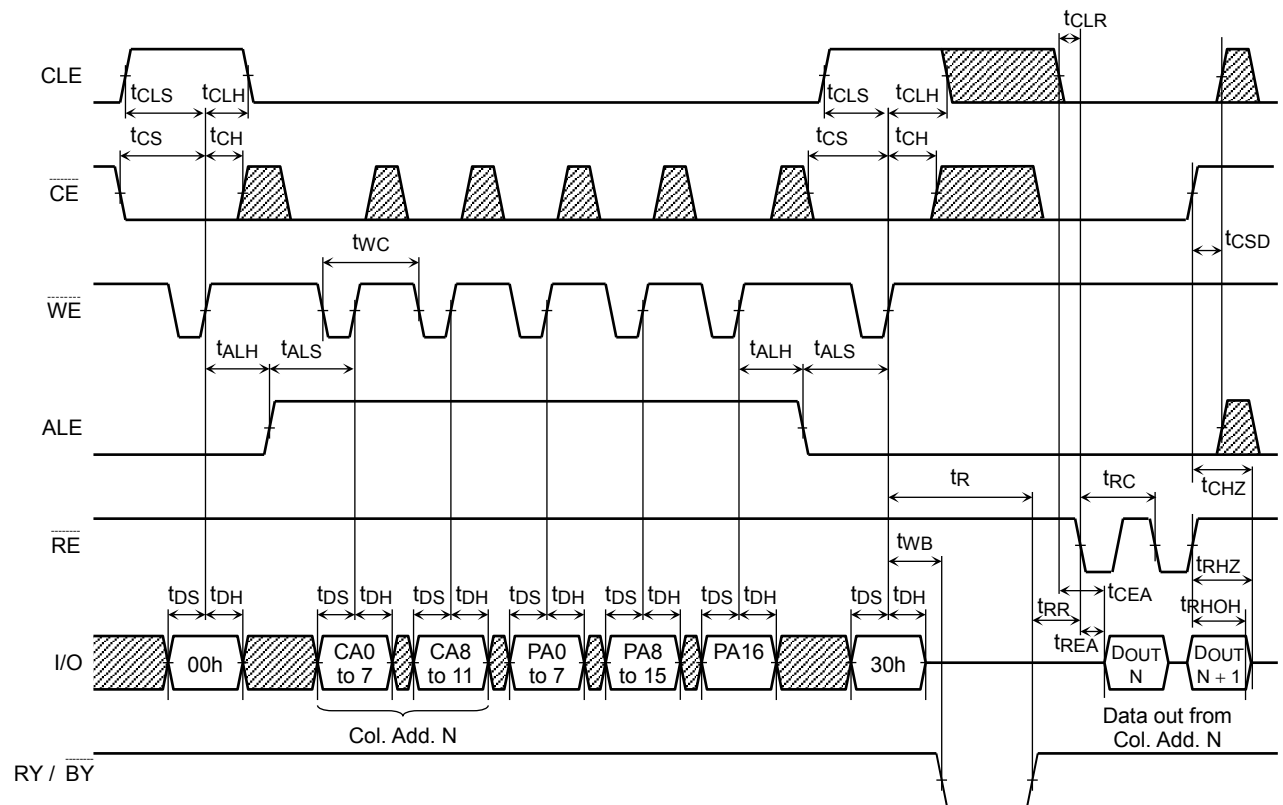 tCLR
CLE
tCLS tCLH tCLS tCLH
tCS tCH tCS tCH
CE
tWC tCSD
WE
tALH tALS tALH tALS
ALE
tR tRC tCHZ
RE
tWB tRHZ
tDS tDH tDS tDH tDS tDH tDS tDH tDS tDH tDS tDH tDS tDH tCEA tRHOH
tRR tREA
I/O 00h CA0 to 7 CA8 to 11 PA0 to 7 PA8 to 15 PA16 30h DOUT N DOUT N + 1
Col. Add. N
Data out from
Col. Add. N
RY / BY